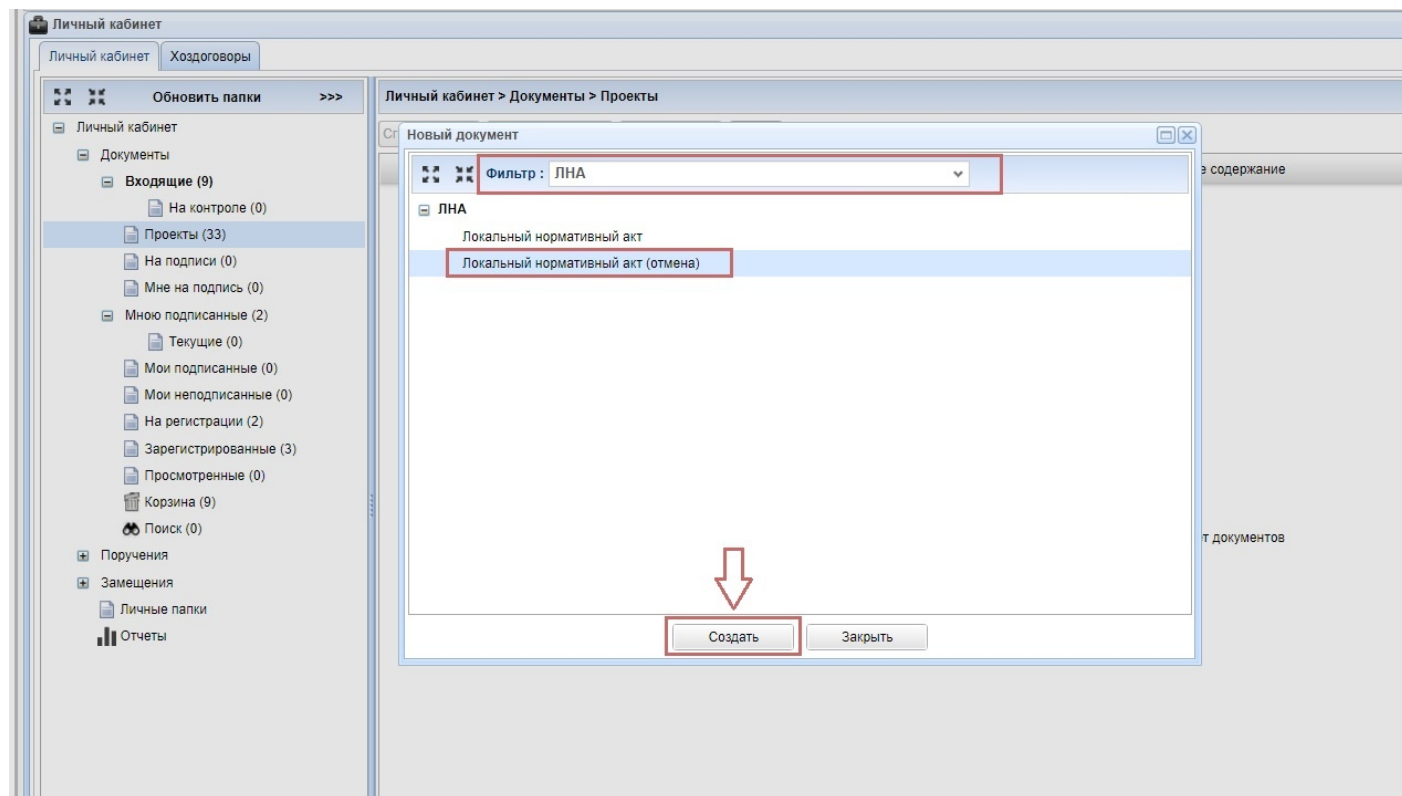 Личный кабинет
Личный кабинет Хоздоговоры
Обновить папки >>>
Личный кабинет
Документы
Входящие (9)
На контроле (0)
Проекты (33)
На подписи (0)
Мне на подпись (0)
Мною подписанные (2)
Текущие (0)
Мои подписанные (0)
Мои неподписанные (0)
На регистрации (2)
Зарегистрированные (3)
Просмотренные (0)
Корзина (9)
Поиск (0)
Поручения
Замещения
Личные папки
Отчеты
Личный кабинет > Документы > Проекты
Новый документ
Фильтр : ЛНА
ЛНА
Локальный нормативный акт
Локальный нормативный акт (отмена)
Создать Закрыть
содержание
документов